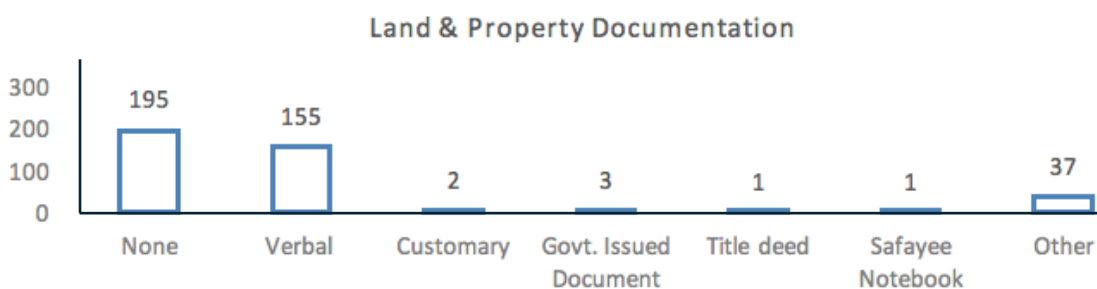 Land & Property Documentation
300
200
100
0
195
155
2
3
1
1
37
None
Verbal
Customary
Govt. Issued
Document
Title deed
Safayee
Notebook
Other